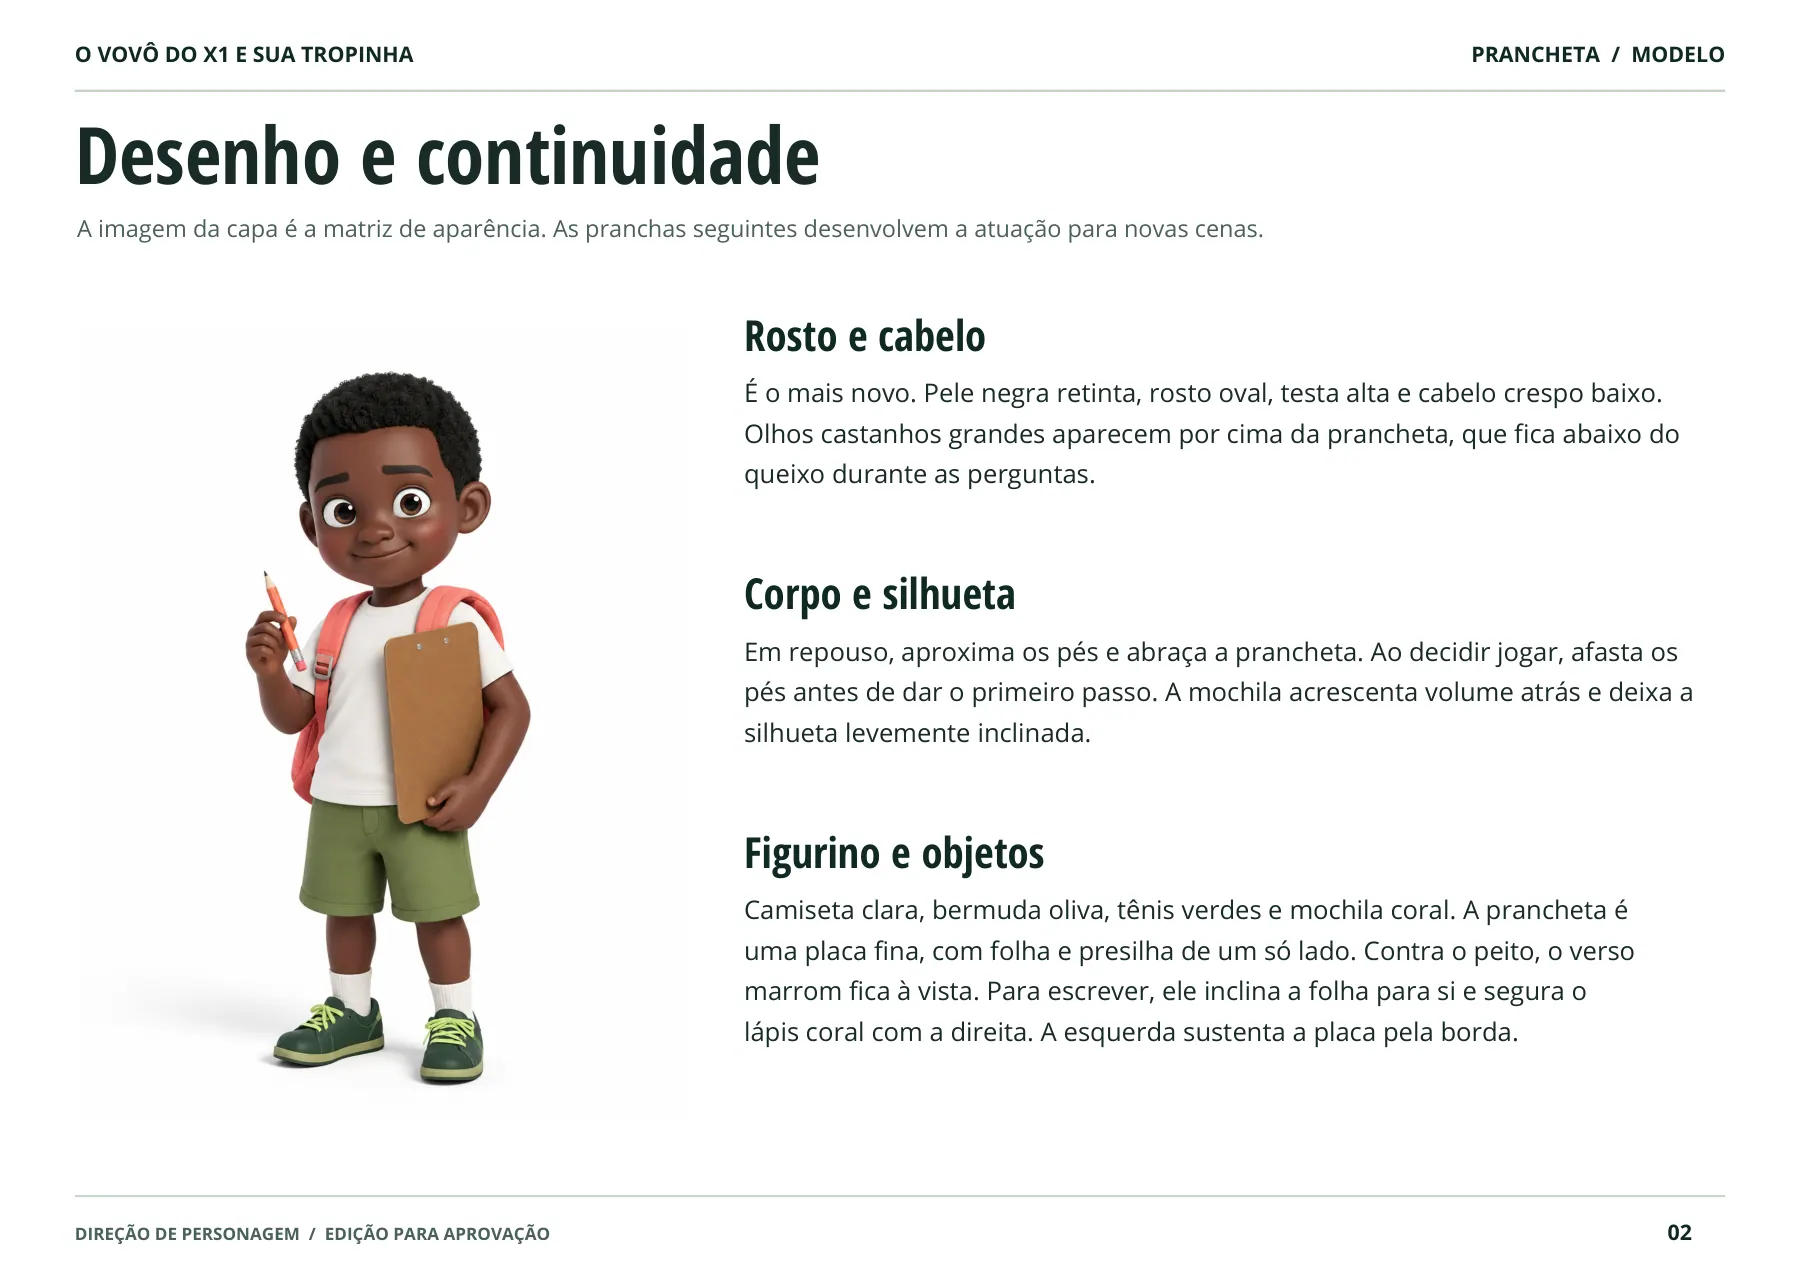 O VOVÔ DO X1 E SUA TROPINHA
PRANCHETA / MODELO
Desenho e continuidade
A imagem da capa é a matriz de aparência. As pranchas seguintes desenvolvem a atuação para novas cenas.
Rosto e cabelo
É o mais novo. Pele negra retinta, rosto oval, testa alta e cabelo crespo baixo.
Olhos castanhos grandes aparecem por cima da prancheta, que fica abaixo do
queixo durante as perguntas.
Corpo e silhueta
Em repouso, aproxima os pés e abraça a prancheta. Ao decidir jogar, afasta os
pés antes de dar o primeiro passo. A mochila acrescenta volume atrás e deixa a
silhueta levemente inclinada.
Figurino e objetos
Camiseta clara, bermuda oliva, tênis verdes e mochila coral. A prancheta é
uma placa fina, com folha e presilha de um só lado. Contra o peito, o verso
marrom fica à vista. Para escrever, ele inclina a folha para si e segura o
lápis coral com a direita. A esquerda sustenta a placa pela borda.
DIREÇÃO DE PERSONAGEM / EDIÇÃO PARA APROVAÇÃO
02